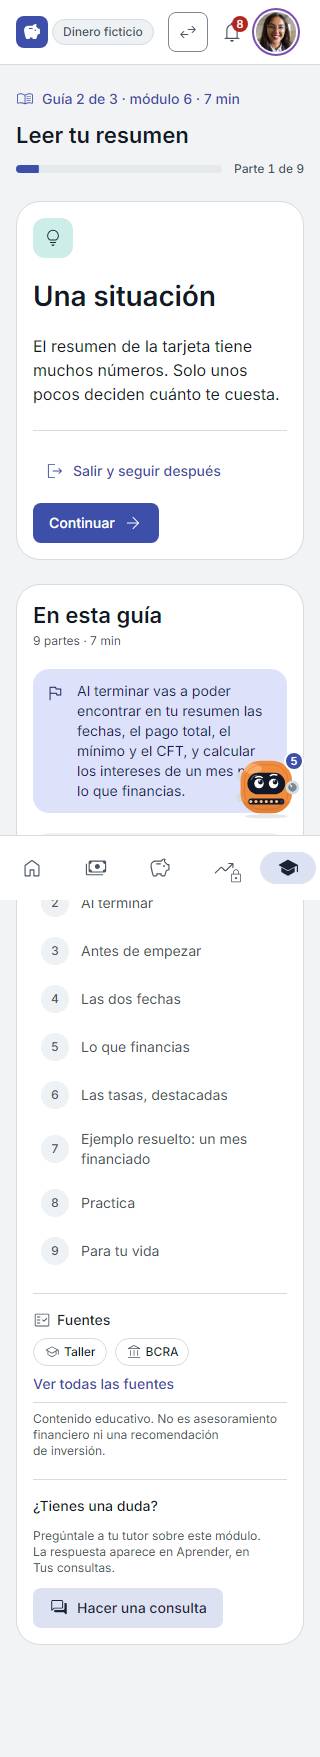 Dinero ficticio
8
Guía 2 de 3 · módulo 6 · 7 min
Leer tu resumen
Parte 1 de 9
Una situación
El resumen de la tarjeta tiene
muchos números. Solo unos
pocos deciden cuánto te cuesta.
Salir y seguir después
Continuar
En esta guía
9 partes · 7 min
Al terminar vas a poder
encontrar en tu resumen las
fechas, el pago total, el
mínimo y el CFT, y calcular
los intereses de un mes
lo que financias.
5
2 Al terminar
3 Antes de empezar
4 Las dos fechas
5 Lo que financias
6 Las tasas, destacadas
7 Ejemplo resuelto: un mes
financiado
8 Practica
9 Para tu vida
Fuentes
Taller BCRA
Ver todas las fuentes
Contenido educativo. No es asesoramiento
financiero ni una recomendación
de inversión.
¿Tienes una duda?
Pregúntale a tu tutor sobre este módulo.
La respuesta aparece en Aprender, en
Tus consultas.
Hacer una consulta